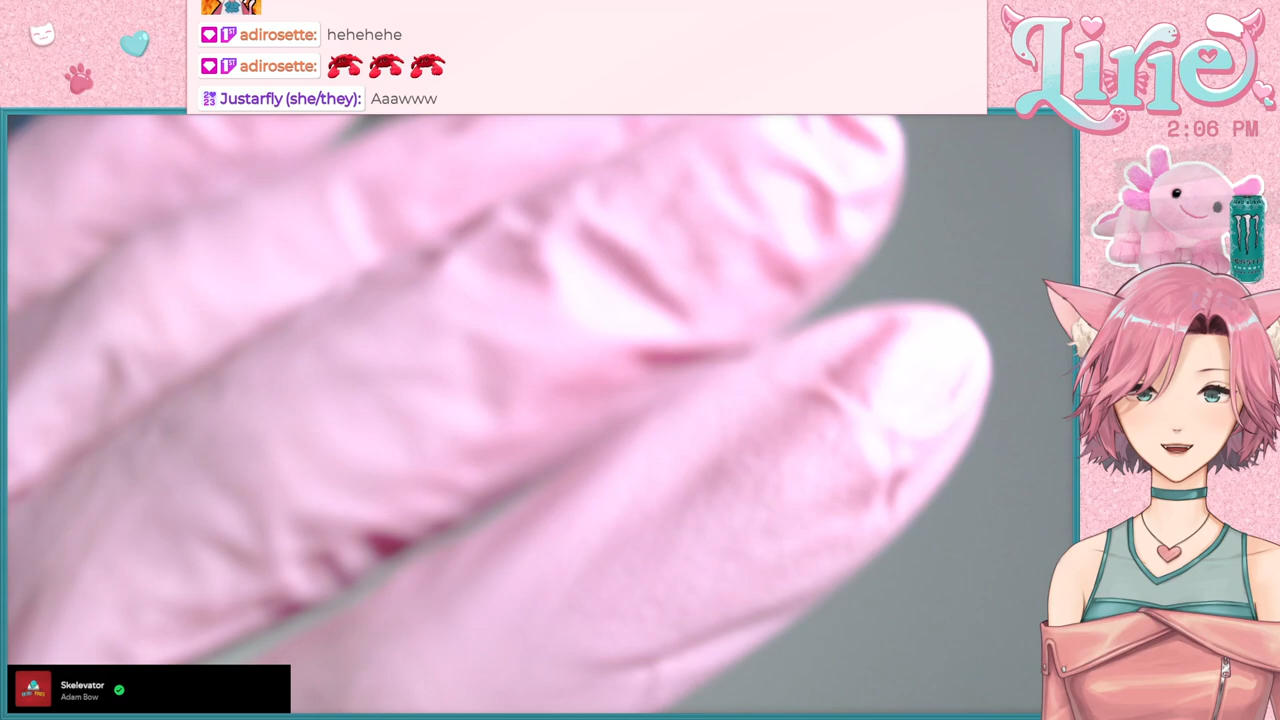 adirosette: hehehehe
adirosette:
Justarfly (she/they): Aaawww
Lirie
2:06 PM
Skelevator
Adam Bow